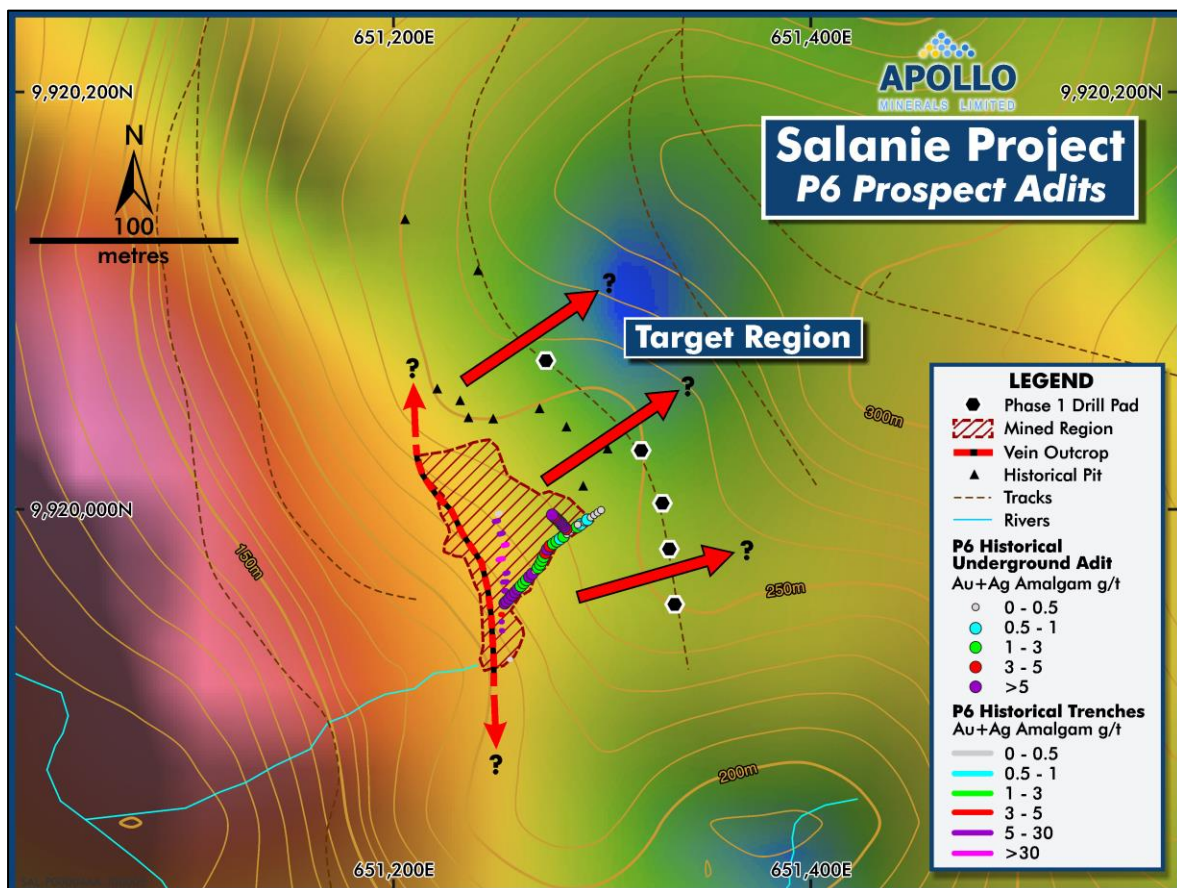 651,200E
651,400E
9,920,200N
9,920,200N
APOLLO
MINERALS LIMITED
Salanie Project
P6 Prospect Adits
N
100
metres
?
Target Region
?
?
300m
9,920,000N
150m
?
250m
?
200m
651,200E
651,400E
LEGEND
Phase 1 Drill Pad
Mined Region
Vein Outcrop
Historical Pit
Tracks
Rivers
P6 Historical
Underground Adit
Au+Ag Amalgam g/t
0 - 0.5
0.5 - 1
1 - 3
3 - 5
>5
P6 Historical Trenches
Au+Ag Amalgam g/t
0 - 0.5
0.5 - 1
1 - 3
3 - 5
5 - 30
>30